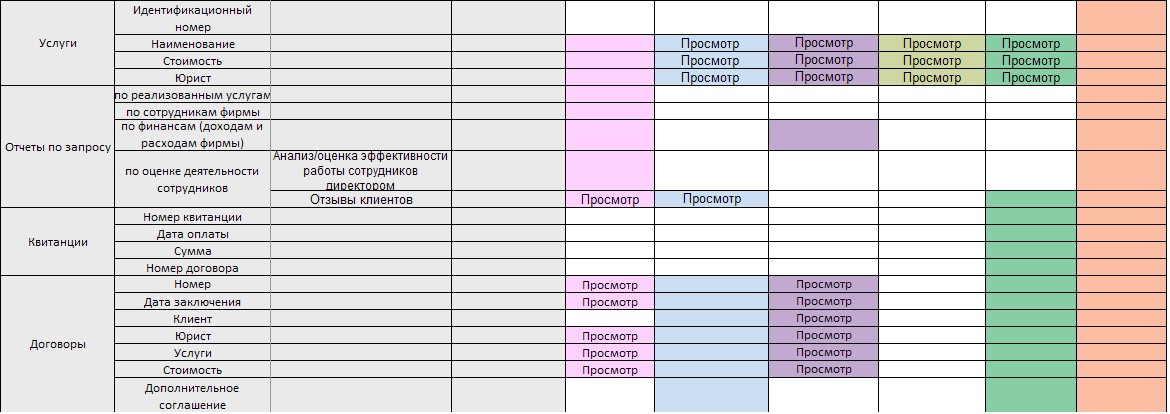 Идентификационный
номер
Услуги
Наименование Просмотр Просмотр Просмотр Просмотр
Стоимость Просмотр Просмотр Просмотр Просмотр
Юрист Просмотр Просмотр Просмотр Просмотр
Отчеты по запросу
по реализованным услугам
по сотрудникам фирмы
по финансам (доходам и
расходам фирмы)
по оценке деятельности
сотрудников
Анализ/оценка эффективности
работы сотрудников
директором
Отзывы клиентов Просмотр Просмотр
Квитанции
Номер квитанции
Дата оплаты
Сумма
Номер договора
Договоры
Номер Просмотр Просмотр
Дата заключения Просмотр Просмотр
Клиент Просмотр
Юрист Просмотр Просмотр
Услуги Просмотр Просмотр
Стоимость Просмотр Просмотр
Дополнительное
соглашение